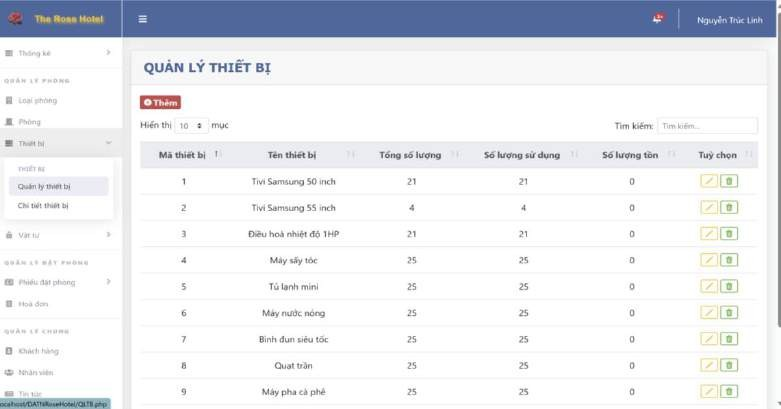 The Rose Hotel
Nguyễn Trúc Linh
Thống kê
QUẢN LÝ PHÒNG
Loại phòng
Phòng
Thiết bị
THIẾT BỊ
Quản lý thiết bị
Chi tiết thiết bị
Vật tư
QUẢN LÝ ĐẶT PHÒNG
Phiếu đặt phòng
Hoá đơn
QUẢN LÝ CHUNG
Khách hàng
Nhân viên
Tin tức
localhost/DATNRoseHotel/QLTB.php
QUẢN LÝ THIẾT BỊ
Thêm
Hiển thị 10 mục
Tìm kiếm: Tìm kiếm...
Mã thiết bị Tên thiết bị Tổng số lượng Số lượng sử dụng Số lượng tồn Tuỳ chọn
1 Tivi Samsung 50 inch 21 21 0
2 Tivi Samsung 55 inch 4 4 0
3 Điều hoà nhiệt độ 1HP 21 21 0
4 Máy sấy tóc 25 25 0
5 Tủ lạnh mini 25 25 0
6 Máy nước nóng 25 25 0
7 Bình đun siêu tốc 25 25 0
8 Quạt trần 25 25 0
9 Máy pha cà phê 25 25 0